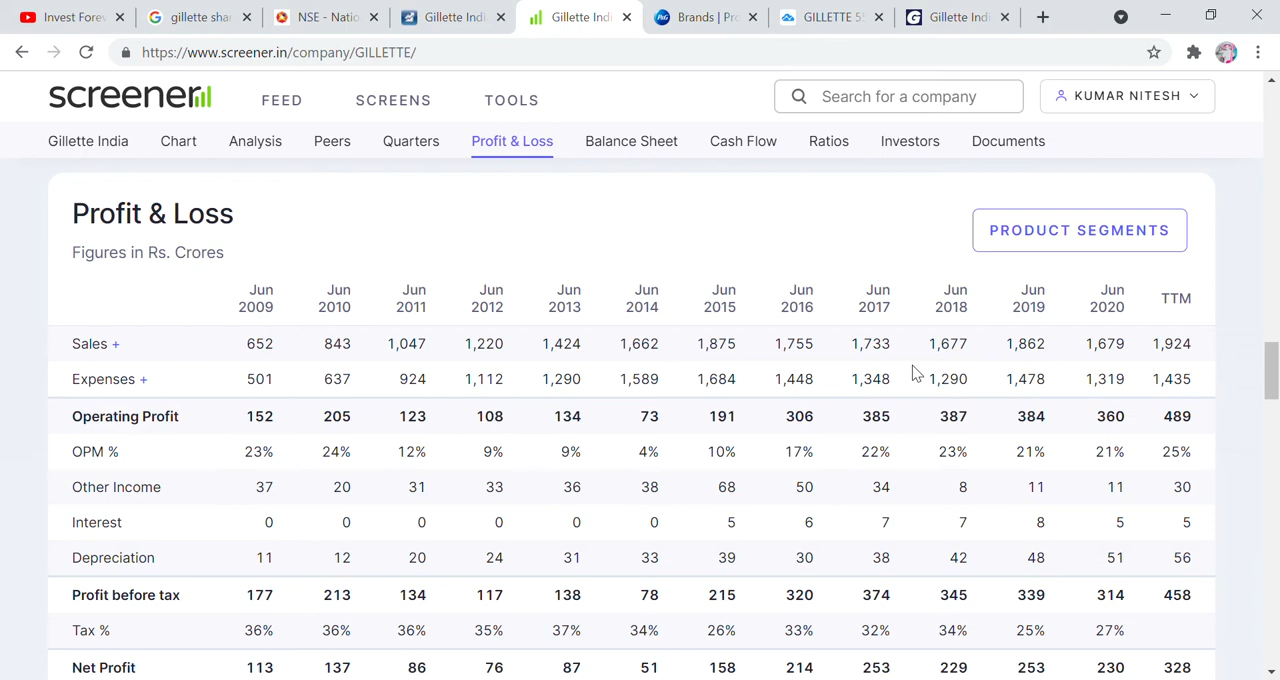 Invest Forev
gillette shar
NSE - Natio
Gillette Indi
Gillette Indi
Brands | Pro
GILLETTE 55
Gillette Indi
https://www.screener.in/company/GILLETTE/
screener
FEED
SCREENS
TOOLS
Search for a company
KUMAR NITESH
Gillette India
Chart
Analysis
Peers
Quarters
Profit & Loss
Balance Sheet
Cash Flow
Ratios
Investors
Documents
Profit & Loss
PRODUCT SEGMENTS
Figures in Rs. Crores
Jun 2009 Jun 2010 Jun 2011 Jun 2012 Jun 2013 Jun 2014 Jun 2015 Jun 2016 Jun 2017 Jun 2018 Jun 2019 Jun 2020 TTM
Sales + 652 843 1,047 1,220 1,424 1,662 1,875 1,755 1,733 1,677 1,862 1,679 1,924
Expenses + 501 637 924 1,112 1,290 1,589 1,684 1,448 1,348 1,290 1,478 1,319 1,435
Operating Profit 152 205 123 108 134 73 191 306 385 387 384 360 489
OPM % 23% 24% 12% 9% 9% 4% 10% 17% 22% 23% 21% 21% 25%
Other Income 37 20 31 33 36 38 68 50 34 8 11 11 30
Interest 0 0 0 0 0 0 5 6 7 7 8 5 5
Depreciation 11 12 20 24 31 33 39 30 38 42 48 51 56
Profit before tax 177 213 134 117 138 78 215 320 374 345 339 314 458
Tax % 36% 36% 36% 35% 37% 34% 26% 33% 32% 34% 25% 27%
Net Profit 113 137 86 76 87 51 158 214 253 229 253 230 328